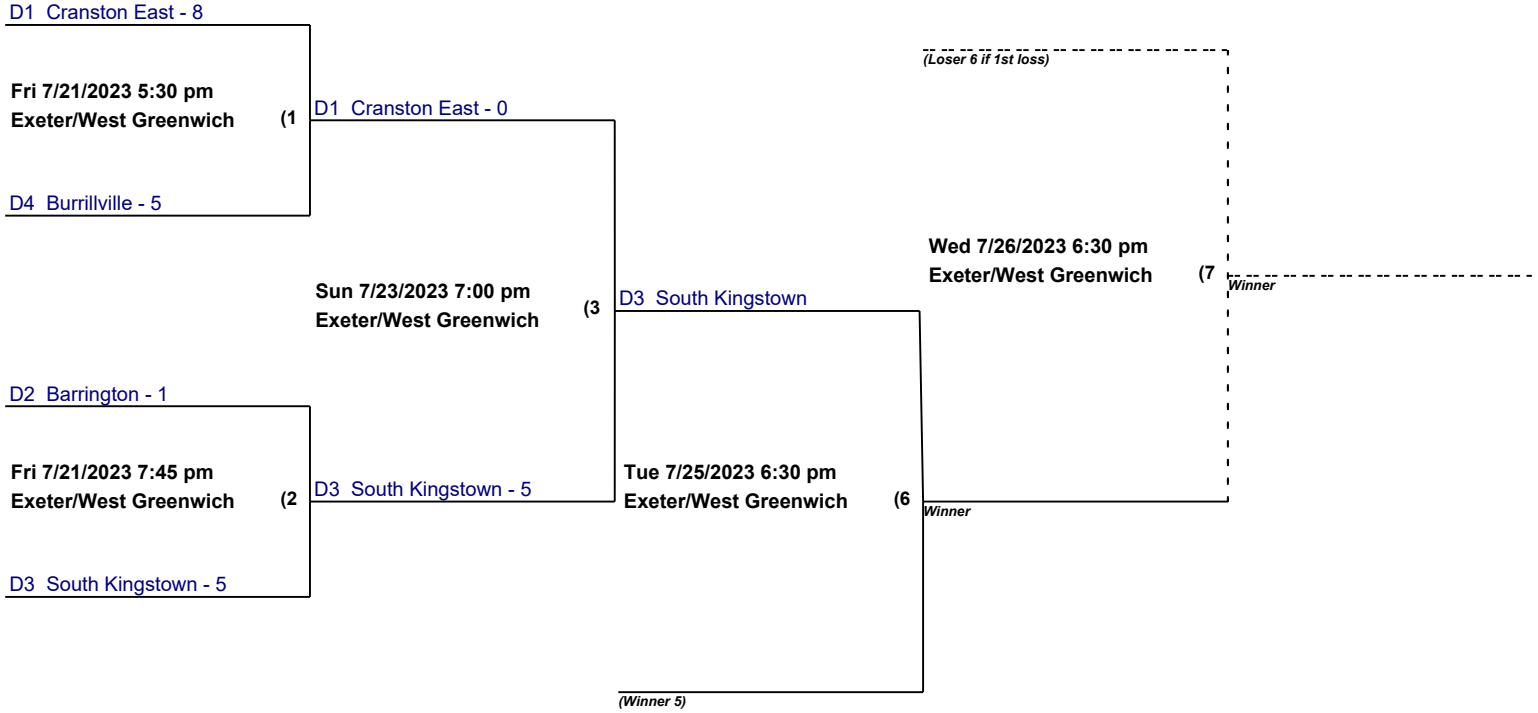 D1 Cranston East - 8
Fri 7/21/2023 5:30 pm
Exeter/West Greenwich (1
D4 Burrillville - 5
D1 Cranston East - 0
Sun 7/23/2023 7:00 pm
Exeter/West Greenwich (3
D2 Barrington - 1
Fri 7/21/2023 7:45 pm
Exeter/West Greenwich (2
D3 South Kingstown - 5
D3 South Kingstown - 5
D3 South Kingstown
Tue 7/25/2023 6:30 pm
Exeter/West Greenwich (6
(Winner 5)
(Loser 6 if 1st loss)
Wed 7/26/2023 6:30 pm
Exeter/West Greenwich (7
Winner
Winner